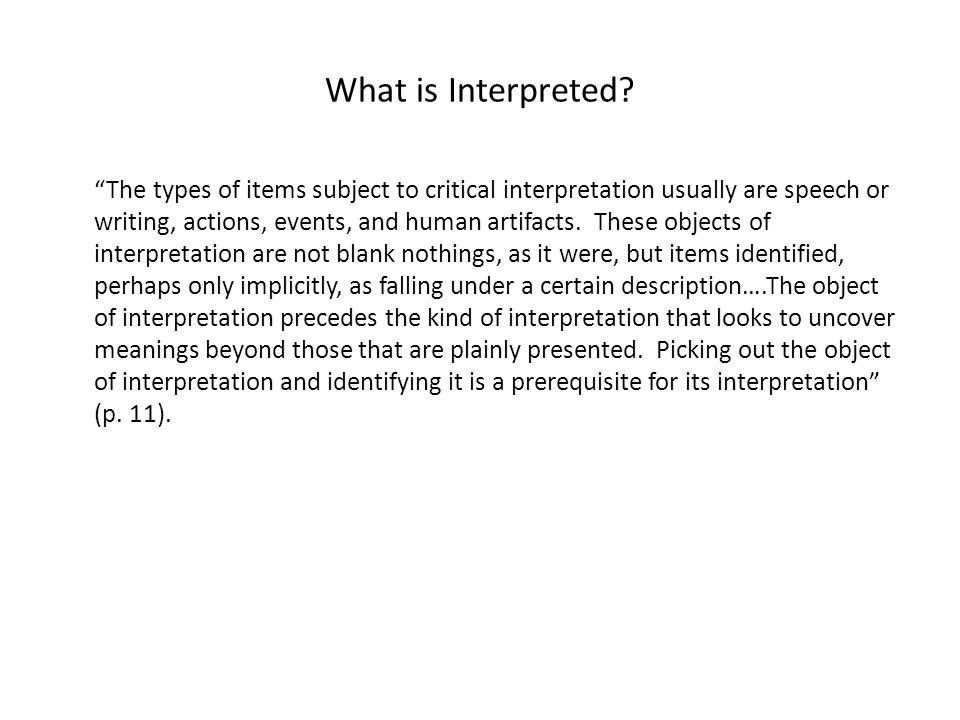 What is Interpreted?
“The types of items subject to critical interpretation usually are speech or
writing, actions, events, and human artifacts.  These objects of
interpretation are not blank nothings, as it were, but items identified,
perhaps only implicitly, as falling under a certain description….The object
of interpretation precedes the kind of interpretation that looks to uncover
meanings beyond those that are plainly presented.  Picking out the object
of interpretation and identifying it is a prerequisite for its interpretation”
(p. 11).